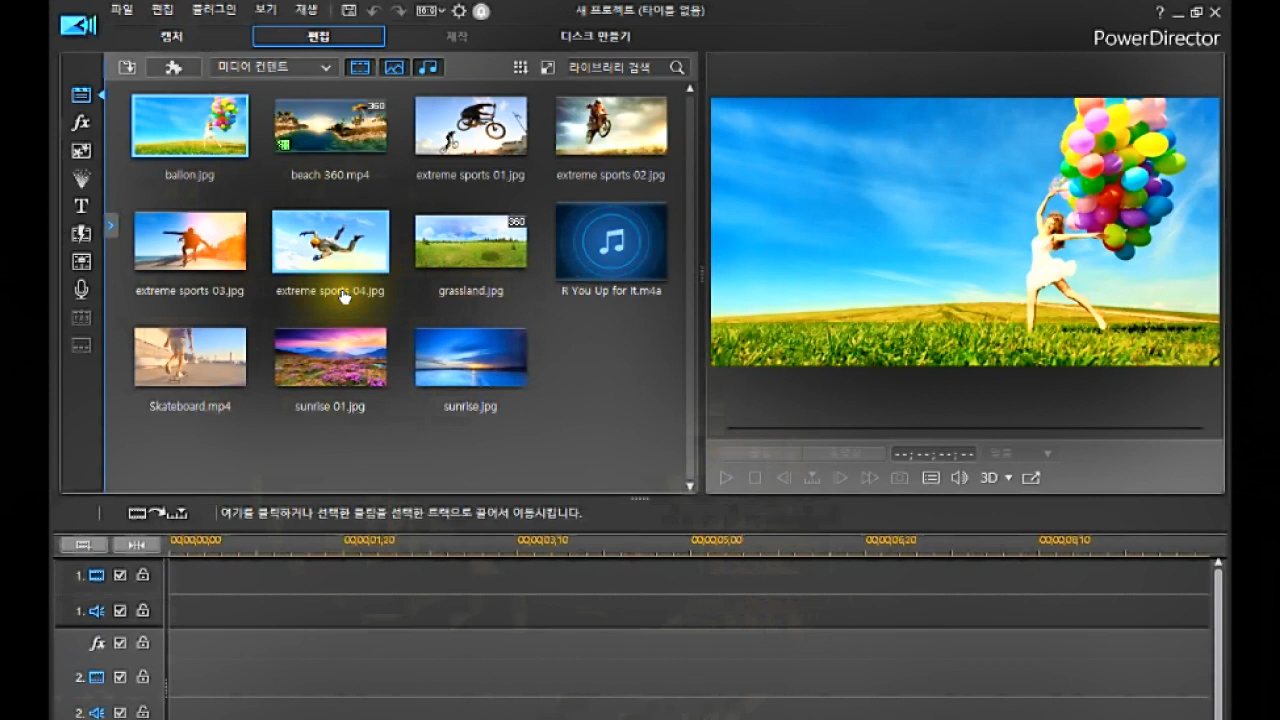 파일 편집 플러그인 보기 재생 16:9 새 프로젝트 (타이틀 없음) ?
캡처 편집 제작 디스크 만들기 PowerDirector
미디어 컨텐트 라이브러리 검색
360
ballon.jpg beach 360.mp4 extreme sports 01.jpg extreme sports 02.jpg
fx
T
360
extreme sports 03.jpg extreme sports 04.jpg grassland.jpg R You Up for It.m4a
Skateboard.mp4 sunrise 01.jpg sunrise.jpg
--;--;--;--
3D
여기를 클릭하거나 선택한 클립을 선택한 트랙으로 끌어서 이동시킵니다.
00;00;00;00 00;00;01;20 00;00;03;10 00;00;05;00 00;00;06;20 00;00;08;10
1.
1.
fx
2.
2.